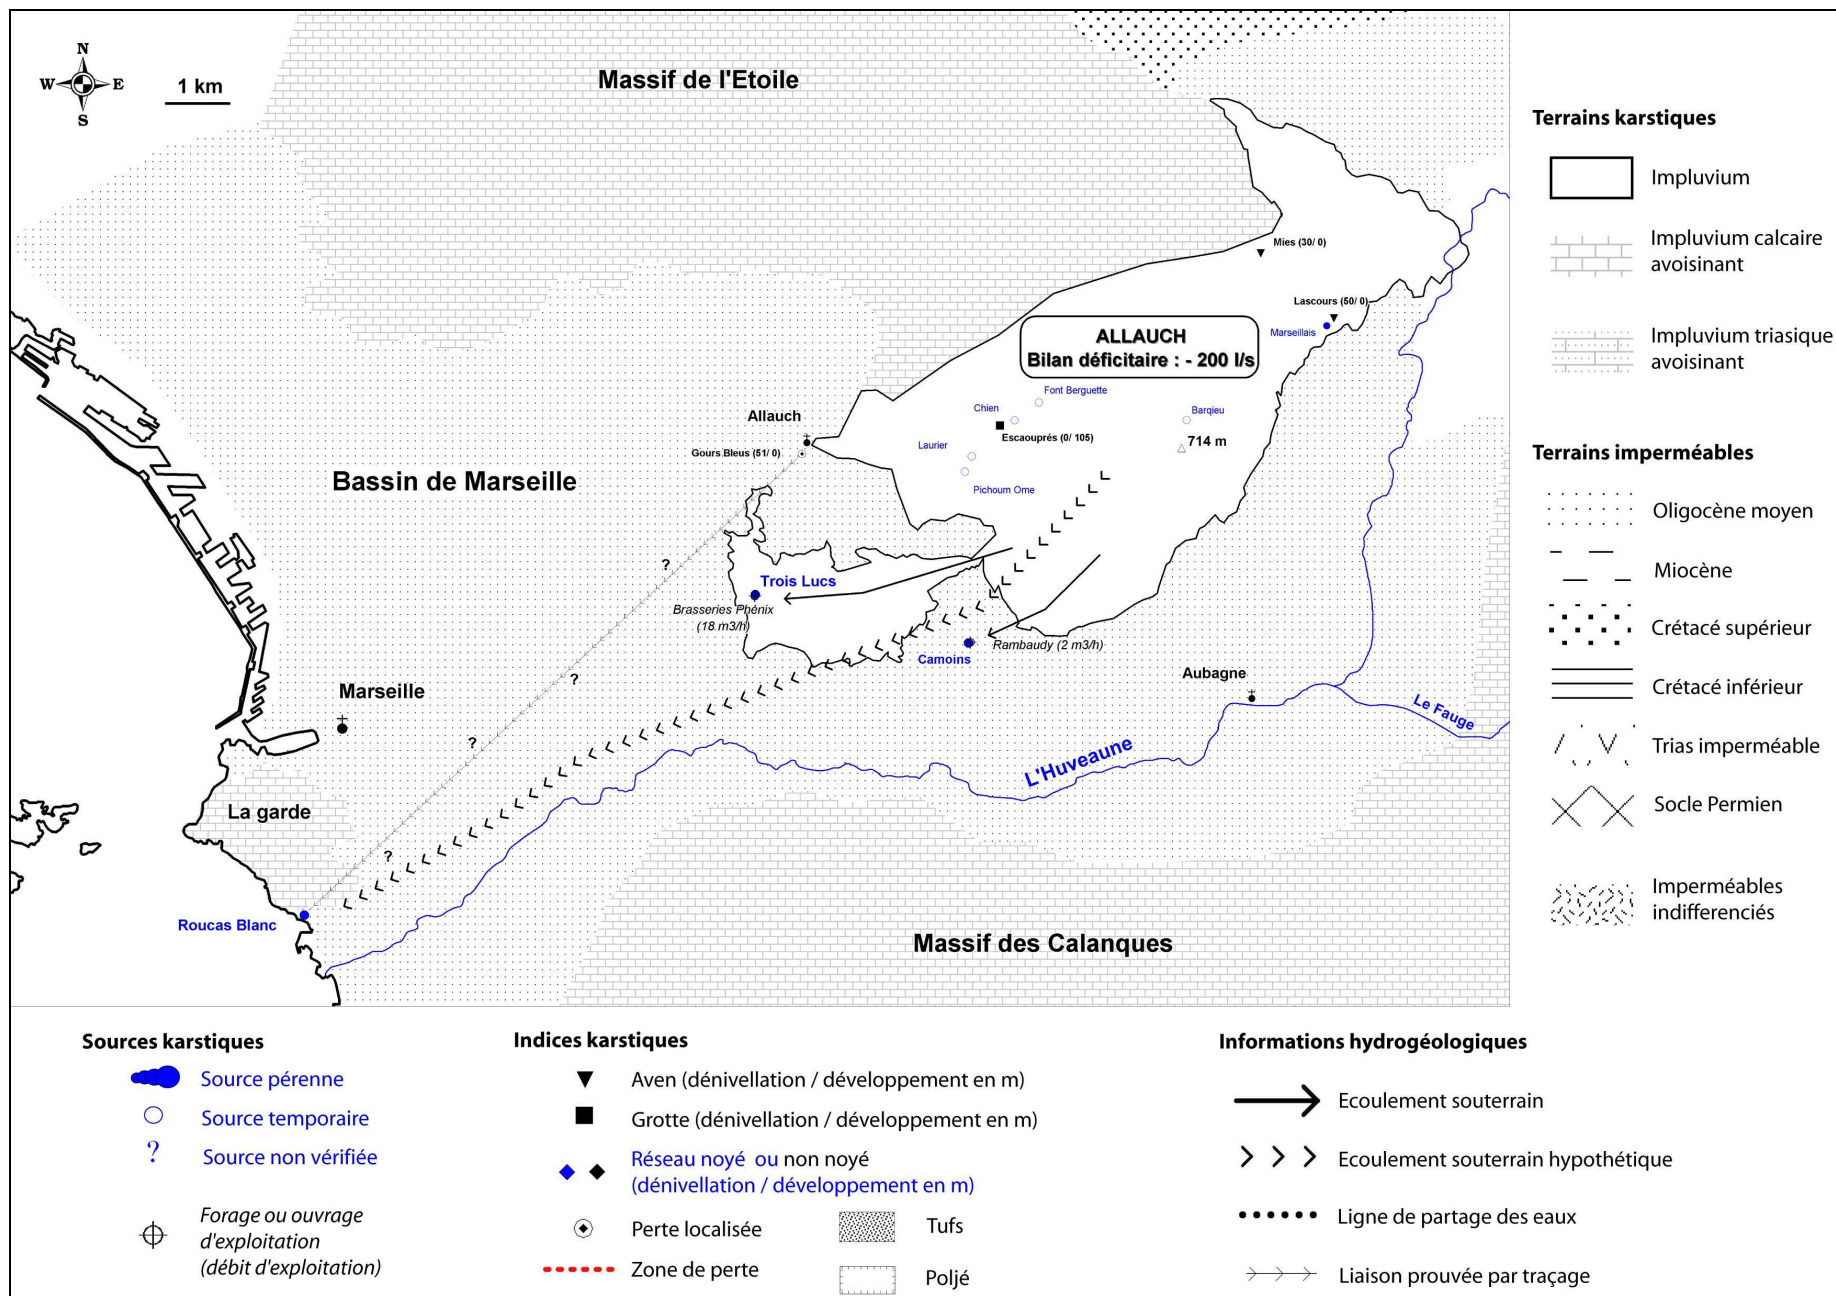 N
W
E
S
1 km
Massif de l'Etoile
Mies (30/ 0)
Lascours (50/ 0)
Marseillais
ALLAUCH
Bilan déficitaire : - 200 l/s
Font Berguette
Chien
Barqieu
Escaouprés (0/ 105)
714 m
Laurier
Pichoum Ome
Allauch
Gours Bleus (51/ 0)
Bassin de Marseille
?
Trois Lucs
Brasseries Phénix
(18 m3/h)
Rambaudy (2 m3/h)
Camoins
?
Aubagne
Marseille
Le Fauge
?
L'Huveaune
La garde
?
Roucas Blanc
Massif des Calanques
Terrains karstiques
Impluvium
Impluvium calcaire
avoisinant
Impluvium triasique
avoisinant
Terrains imperméables
Oligocène moyen
Miocène
Crétacé supérieur
Crétacé inférieur
Trias imperméable
Socle Permien
Imperméables
indifferenciés
Sources karstiques
Source pérenne
Source temporaire
? Source non vérifiée
Forage ou ouvrage
d'exploitation
(débit d'exploitation)
Indices karstiques
Aven (dénivellation / développement en m)
Grotte (dénivellation / développement en m)
Réseau noyé ou non noyé
(dénivellation / développement en m)
Perte localisée
Zone de perte
Tufs
Poljé
Informations hydrogéologiques
Ecoulement souterrain
Ecoulement souterrain hypothétique
Ligne de partage des eaux
Liaison prouvée par traçage